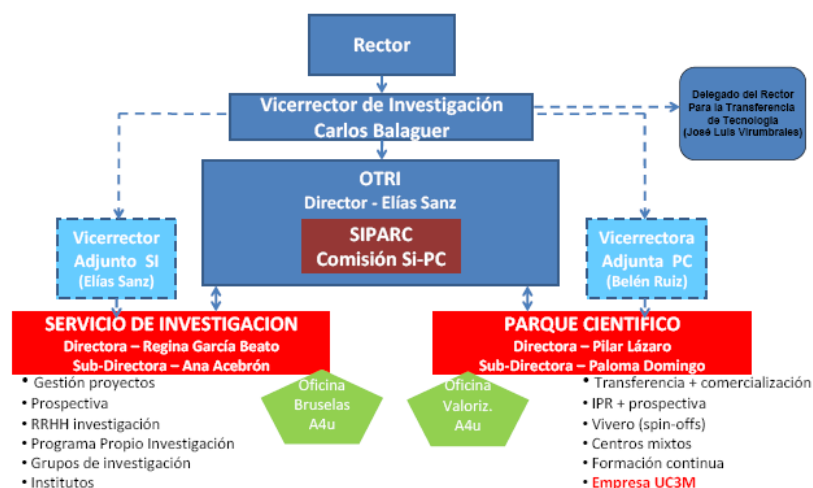 Rector
Vicerrector de Investigación
Carlos Balaguer
Delegado del Rector
Para la Transferencia
de Tecnología
(José Luis Virumbrales)
OTRI
Director - Elías Sanz
SIPARC
Comisión Si-PC
Vicerrector
Adjunto SI
(Elías Sanz)
Vicerrectora
Adjunta PC
(Belén Ruiz)
SERVICIO DE INVESTIGACION
Directora – Regina García Beato
Sub-Directora – Ana Acebrón
PARQUE CIENTÍFICO
Directora – Pilar Lázaro
Sub-Directora – Paloma Domingo
• Gestión proyectos
• Prospectiva
• RRHH investigación
• Programa Propio Investigación
• Grupos de investigación
• Institutos
Oficina
Bruselas
A4u
Oficina
Valoriz.
A4u
• Transferencia + comercialización
• IPR + prospectiva
• Vivero (spin-offs)
• Centros mixtos
• Formación continua
• Empresa UC3M